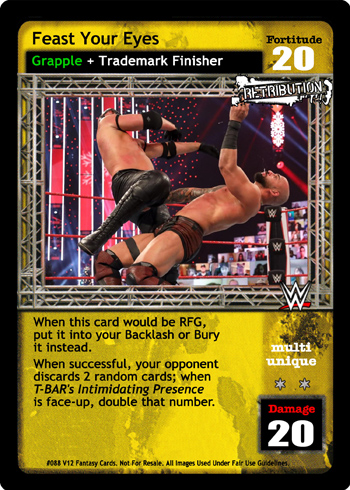 Feast Your Eyes
Fortitude
20
Grapple + Trademark Finisher
RETRIBUTION
When this card would be RFG,
put it into your Backlash or Bury
it instead.
When successful, your opponent
discards 2 random cards; when
T-BAR's Intimidating Presence
is face-up, double that number.
multi
unique
Damage
20
#088 V12 Fantasy Cards. Not For Resale. All Images Used Under Fair Use Guidelines.